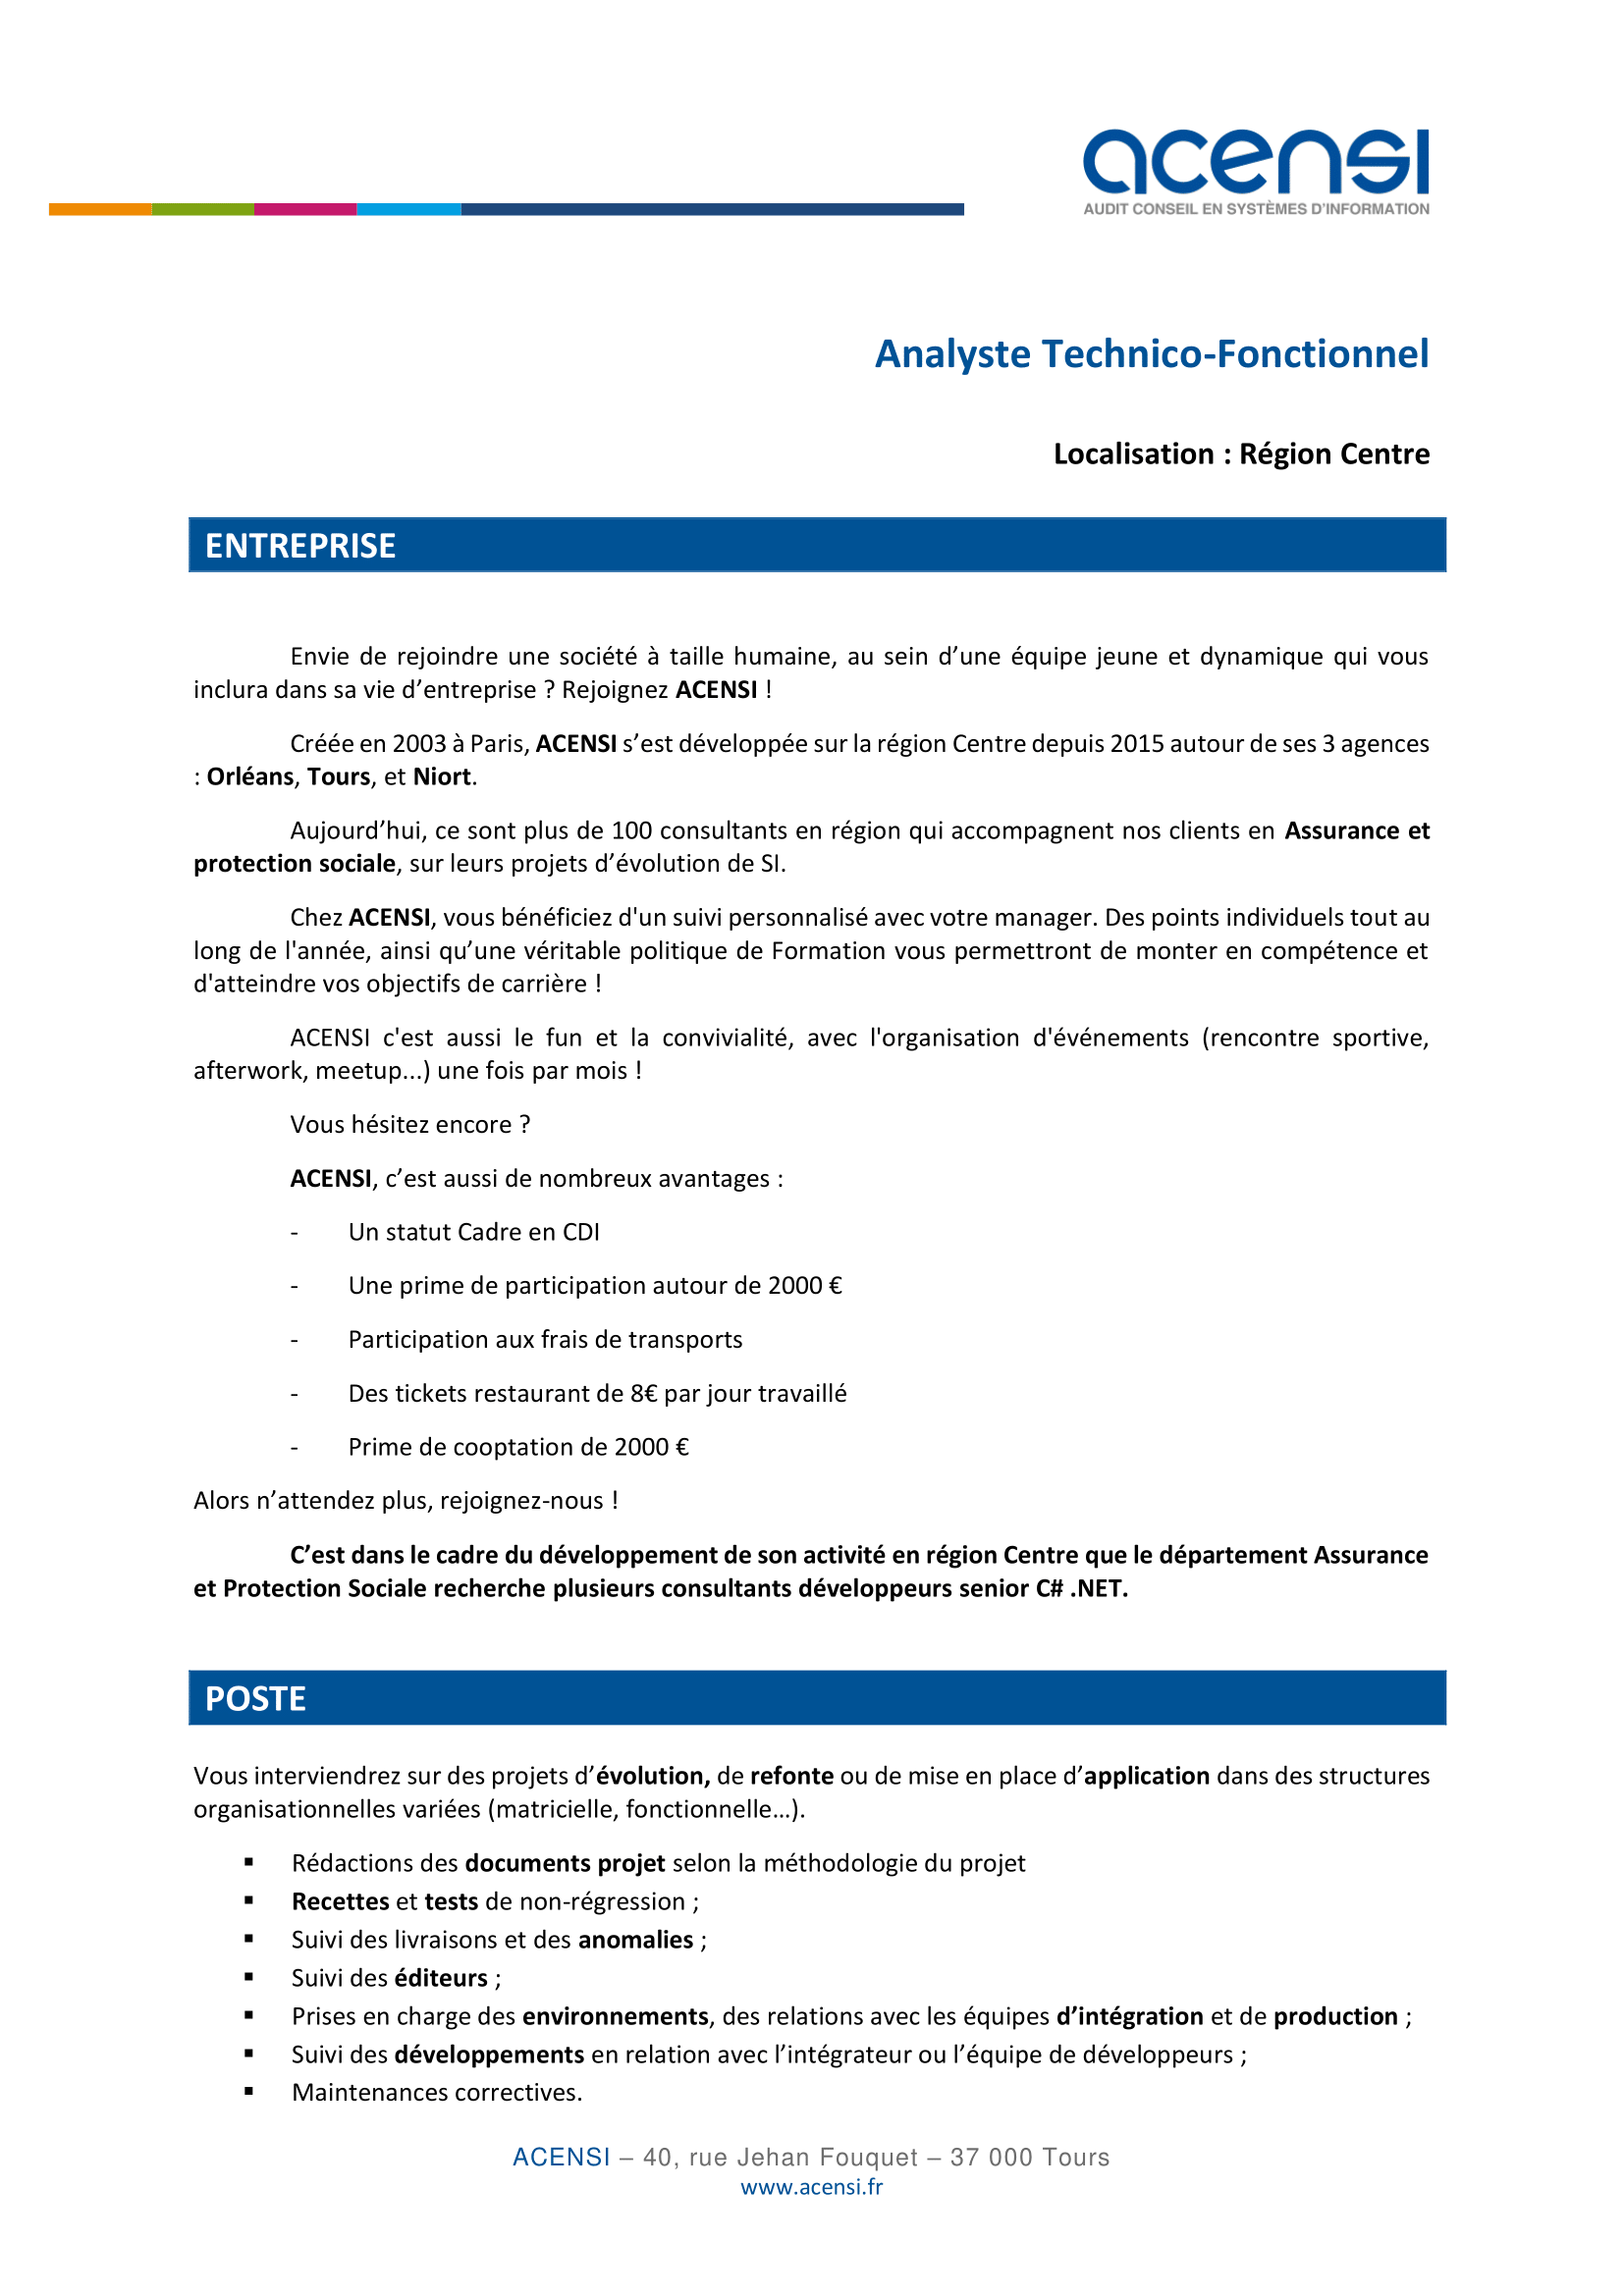 acensi
AUDIT CONSEIL EN SYSTÈMES D'INFORMATION
Analyste Technico-Fonctionnel
Localisation : Région Centre
ENTREPRISE
Envie de rejoindre une société à taille humaine, au sein d’une équipe jeune et dynamique qui vous
inclura dans sa vie d’entreprise ? Rejoignez ACENSI !
Créée en 2003 à Paris, ACENSI s’est développée sur la région Centre depuis 2015 autour de ses 3 agences
: Orléans, Tours, et Niort.
Aujourd’hui, ce sont plus de 100 consultants en région qui accompagnent nos clients en Assurance et
protection sociale, sur leurs projets d’évolution de SI.
Chez ACENSI, vous bénéficiez d'un suivi personnalisé avec votre manager. Des points individuels tout au
long de l'année, ainsi qu’une véritable politique de Formation vous permettront de monter en compétence et
d'atteindre vos objectifs de carrière !
ACENSI c'est aussi le fun et la convivialité, avec l'organisation d'événements (rencontre sportive,
afterwork, meetup...) une fois par mois !
Vous hésitez encore ?
ACENSI, c’est aussi de nombreux avantages :
- Un statut Cadre en CDI
- Une prime de participation autour de 2000 €
- Participation aux frais de transports
- Des tickets restaurant de 8€ par jour travaillé
- Prime de cooptation de 2000 €
Alors n’attendez plus, rejoignez-nous !
C’est dans le cadre du développement de son activité en région Centre que le département Assurance
et Protection Sociale recherche plusieurs consultants développeurs senior C# .NET.
POSTE
Vous interviendrez sur des projets d’évolution, de refonte ou de mise en place d’application dans des structures
organisationnelles variées (matricielle, fonctionnelle…).
▪ Rédactions des documents projet selon la méthodologie du projet
▪ Recettes et tests de non-régression ;
▪ Suivi des livraisons et des anomalies ;
▪ Suivi des éditeurs ;
▪ Prises en charge des environnements, des relations avec les équipes d’intégration et de production ;
▪ Suivi des développements en relation avec l’intégrateur ou l’équipe de développeurs ;
▪ Maintenances correctives.
ACENSI – 40, rue Jehan Fouquet – 37 000 Tours
www.acensi.fr